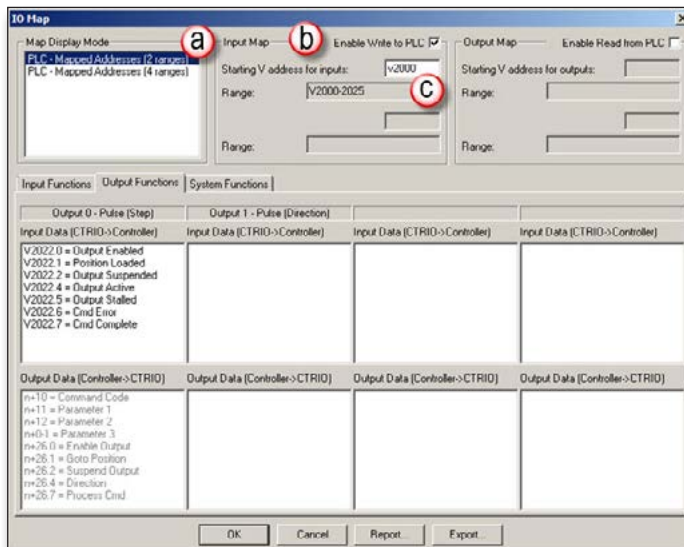 IO Map
Map Display Mode
PLC - Mapped Addresses (2 ranges)
PLC - Mapped Addresses (4 ranges)
a
Input Map
b
Enable Write to PLC
Starting V address for inputs:
v2000
Range:
V2000-2025
c
Range:
Output Map
Enable Read from PLC
Starting V address for outputs:
Range:
Range:
Input Functions
Output Functions
System Functions
Output 0 - Pulse (Step)
Output 1 - Pulse (Direction)
Input Data (CTRIO->Controller)
Input Data (CTRIO->Controller)
Input Data (CTRIO->Controller)
Input Data (CTRIO->Controller)
V2022.0 = Output Enabled
V2022.1 = Position Loaded
V2022.2 = Output Suspended
V2022.4 = Output Active
V2022.5 = Output Stalled
V2022.6 = Cmd Error
V2022.7 = Cmd Complete
Output Data (Controller->CTRIO)
Output Data (Controller->CTRIO)
Output Data (Controller->CTRIO)
Output Data (Controller->CTRIO)
n+10 = Command Code
n+11 = Parameter 1
n+12 = Parameter 2
n+0-1 = Parameter 3
n+26.0 = Enable Output
n+26.1 = Goto Position
n+26.2 = Suspend Output
n+26.4 = Direction
n+26.7 = Process Cmd
OK
Cancel
Report...
Export...